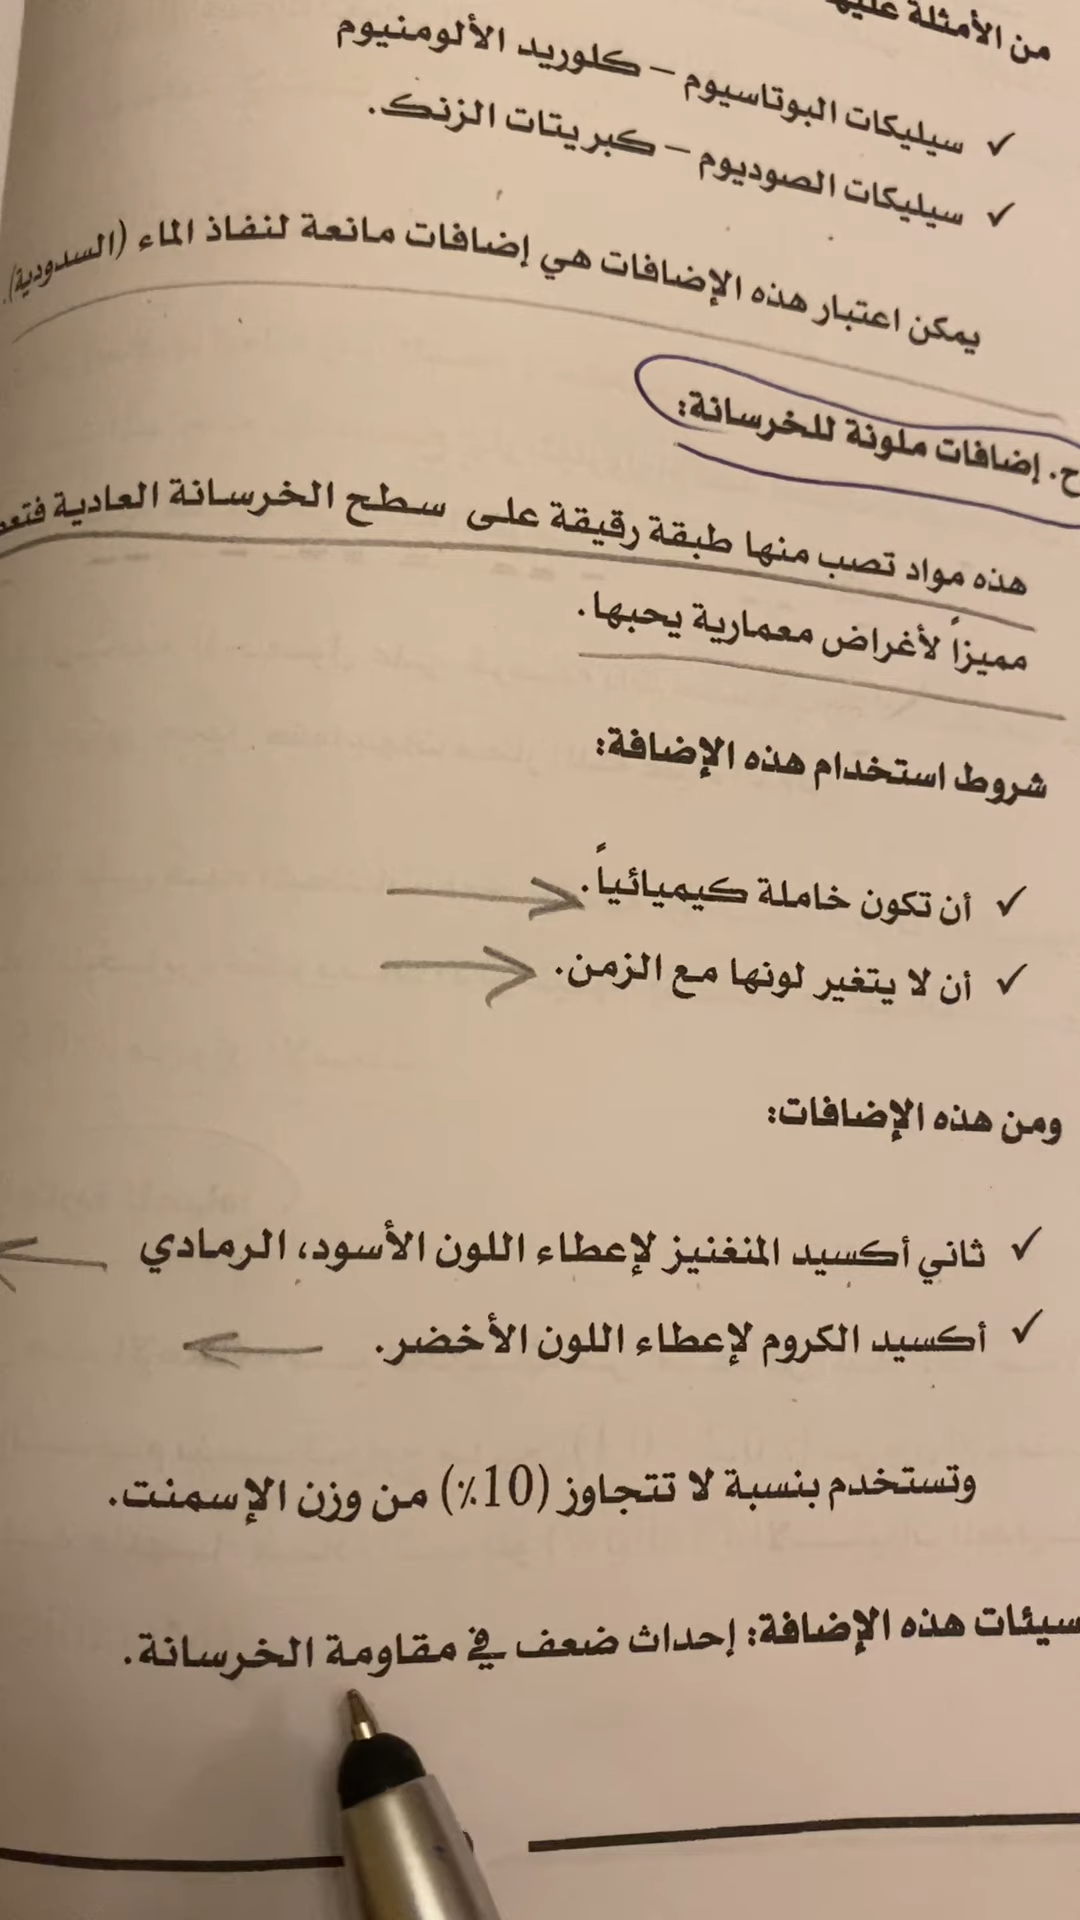 من الأمثلة عليها
✓ سيليكات البوتاسيوم – كلوريد الألومنيوم
✓ سيليكات الصوديوم – كبريتات الزنك.
يمكن اعتبار هذه الإضافات هي إضافات مانعة لنفاذ الماء (السدودية).
ح. إضافات ملونة للخرسانة:
هذه مواد تصب منها طبقة رقيقة على سطح الخرسانة العادية
مميزاً لأغراض معمارية يحبها.
شروط استخدام هذه الإضافة:
✓ أن تكون خاملة كيميائياً.
✓ أن لا يتغير لونها مع الزمن.
ومن هذه الإضافات:
✓ ثاني أكسيد المنغنيز لإعطاء اللون الأسود، الرمادي
✓ أكسيد الكروم لإعطاء اللون الأخضر.
وتستخدم بنسبة لا تتجاوز (10٪) من وزن الإسمنت.
سيئات هذه الإضافة: إحداث ضعف في مقاومة الخرسانة.